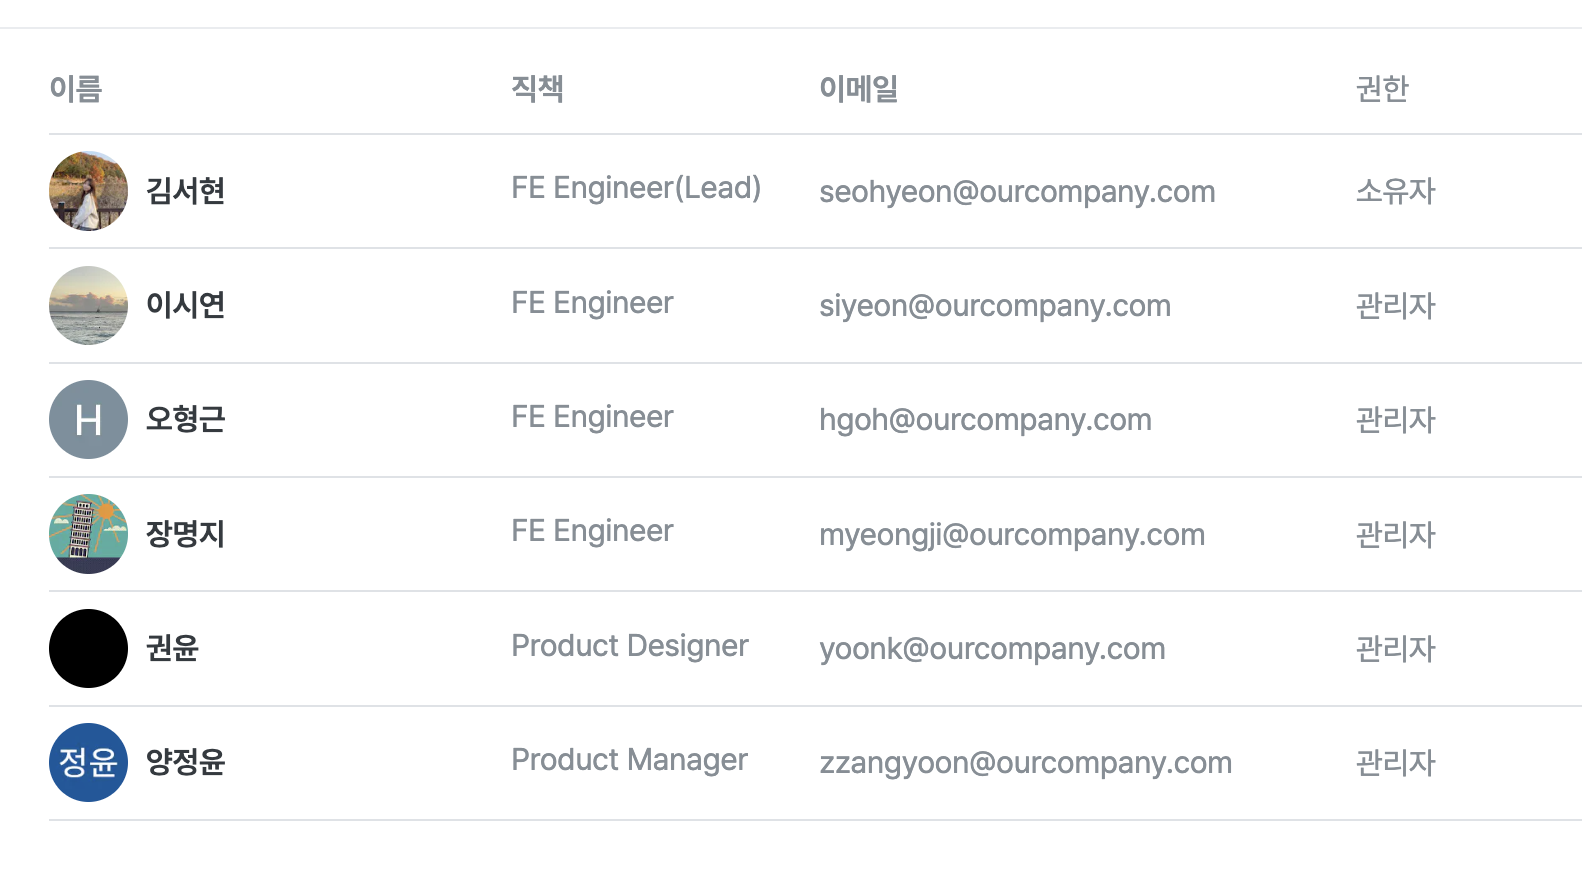 이름 직책 이메일 권한
김서현 FE Engineer(Lead) seohyeon@ourcompany.com 소유자
이시연 FE Engineer siyeon@ourcompany.com 관리자
H 오형근 FE Engineer hgoh@ourcompany.com 관리자
장명지 FE Engineer myeongji@ourcompany.com 관리자
권윤 Product Designer yoonk@ourcompany.com 관리자
정윤 양정윤 Product Manager zzangyoon@ourcompany.com 관리자